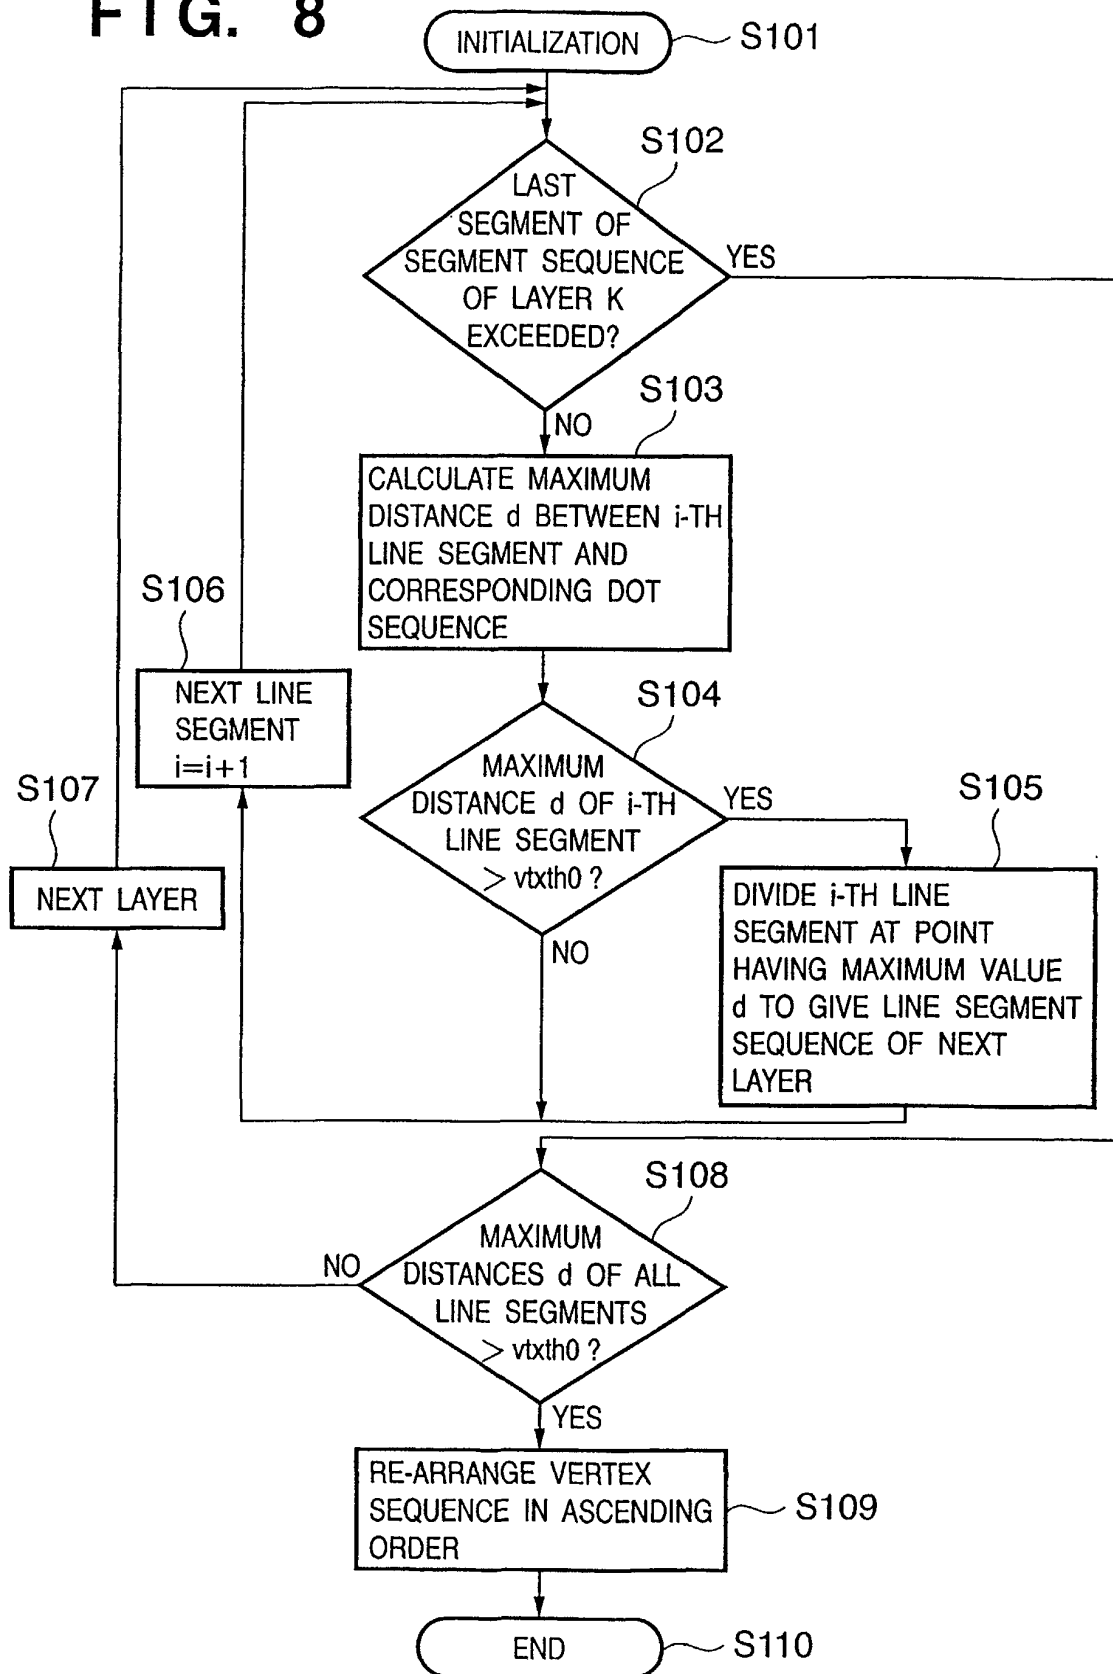 FIG. 8
INITIALIZATION
S101
S102
LAST
SEGMENT OF
SEGMENT SEQUENCE
OF LAYER K
EXCEEDED?
YES
NO
S103
CALCULATE MAXIMUM
DISTANCE d BETWEEN i-TH
LINE SEGMENT AND
CORRESPONDING DOT
SEQUENCE
S106
NEXT LINE
SEGMENT
i=i+1
S104
MAXIMUM
DISTANCE d OF i-TH
LINE SEGMENT
> vtxth0 ?
YES
NO
S105
DIVIDE i-TH LINE
SEGMENT AT POINT
HAVING MAXIMUM VALUE
d TO GIVE LINE SEGMENT
SEQUENCE OF NEXT
LAYER
S107
NEXT LAYER
S108
MAXIMUM
DISTANCES d OF ALL
LINE SEGMENTS
> vtxth0 ?
NO
YES
RE-ARRANGE VERTEX
SEQUENCE IN ASCENDING
ORDER
S109
END
S110